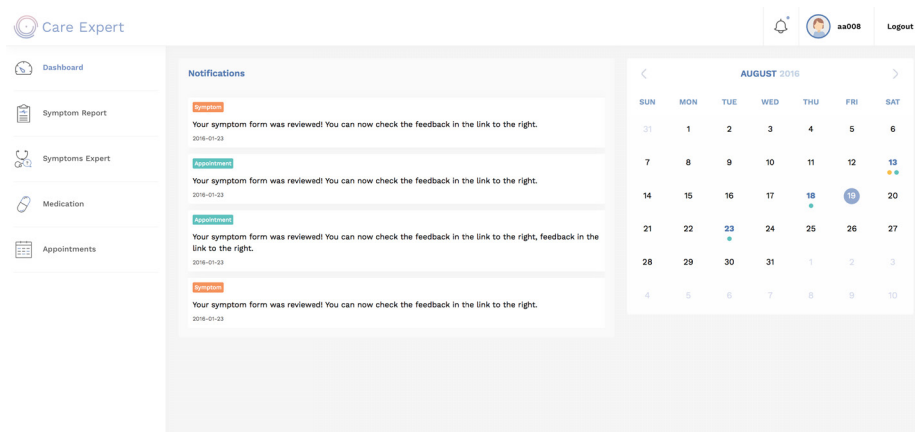 Care Expert
aa008
Logout
Dashboard
Symptom Report
Symptoms Expert
Medication
Appointments
Notifications
Symptom
Your symptom form was reviewed! You can now check the feedback in the link to the right.
2016-01-23
Appointment
Your symptom form was reviewed! You can now check the feedback in the link to the right.
2016-01-23
Appointment
Your symptom form was reviewed! You can now check the feedback in the link to the right, feedback in the
link to the right.
2016-01-23
Symptom
Your symptom form was reviewed! You can now check the feedback in the link to the right.
2016-01-23
AUGUST 2016
SUN MON TUE WED THU FRI SAT
31 1 2 3 4 5 6
7 8 9 10 11 12 13
14 15 16 17 18 19 20
21 22 23 24 25 26 27
28 29 30 31 1 2 3
4 5 6 7 8 9 10